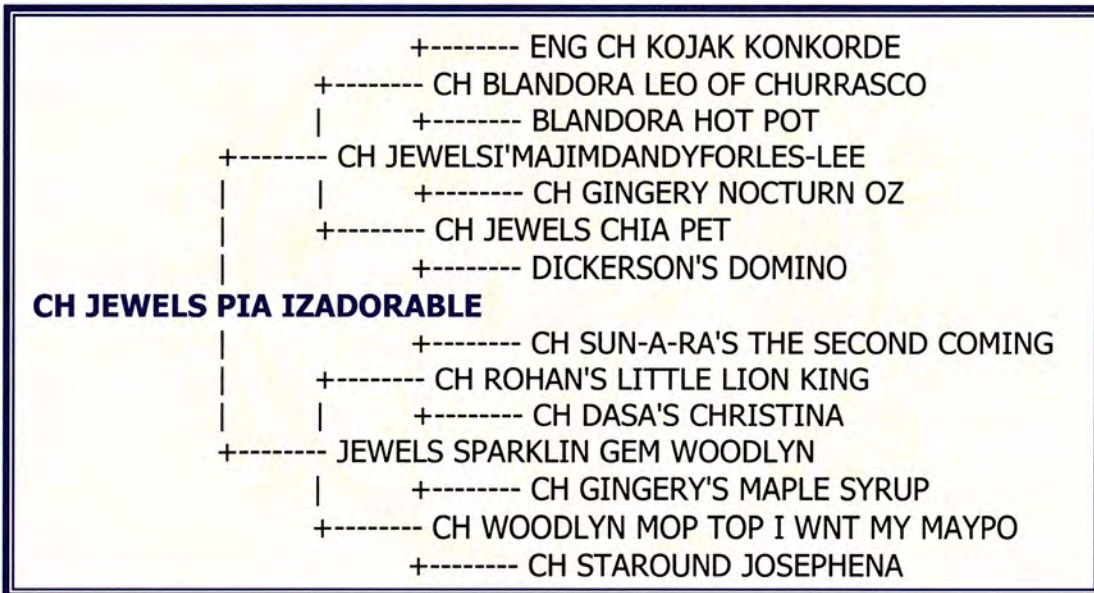 +-------- ENG CH KOJAK KONKORDE
+-------- CH BLANDORA LEO OF CHURRASCO
| +-------- BLANDORA HOT POT
+-------- CH JEWELSI'MAJIMDANDYFORLES-LEE
| | +-------- CH GINGERY NOCTURN OZ
| +-------- CH JEWELS CHIA PET
| +-------- DICKERSON'S DOMINO
CH JEWELS PIA IZADORABLE
| +-------- CH SUN-A-RA'S THE SECOND COMING
| +-------- CH ROHAN'S LITTLE LION KING
| | +-------- CH DASA'S CHRISTINA
+-------- JEWELS SPARKLIN GEM WOODLYN
| +-------- CH GINGERY'S MAPLE SYRUP
+-------- CH WOODLYN MOP TOP I WNT MY MAYPO
+-------- CH STAROUND JOSEPHENA